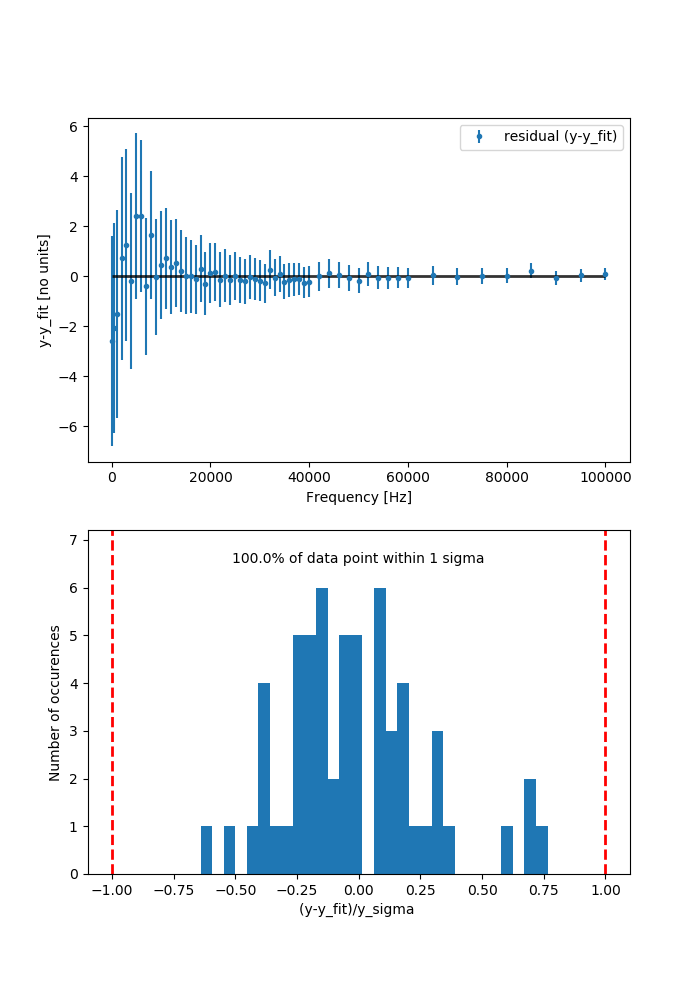 residual (y-y_fit)
6
4
2
0
−2
−4
−6
y-y_fit [no units]
0 20000 40000 60000 80000 100000
Frequency [Hz]
100.0% of data point within 1 sigma
7
6
5
4
3
2
1
0
Number of occurences
−1.00 −0.75 −0.50 −0.25 0.00 0.25 0.50 0.75 1.00
(y-y_fit)/y_sigma